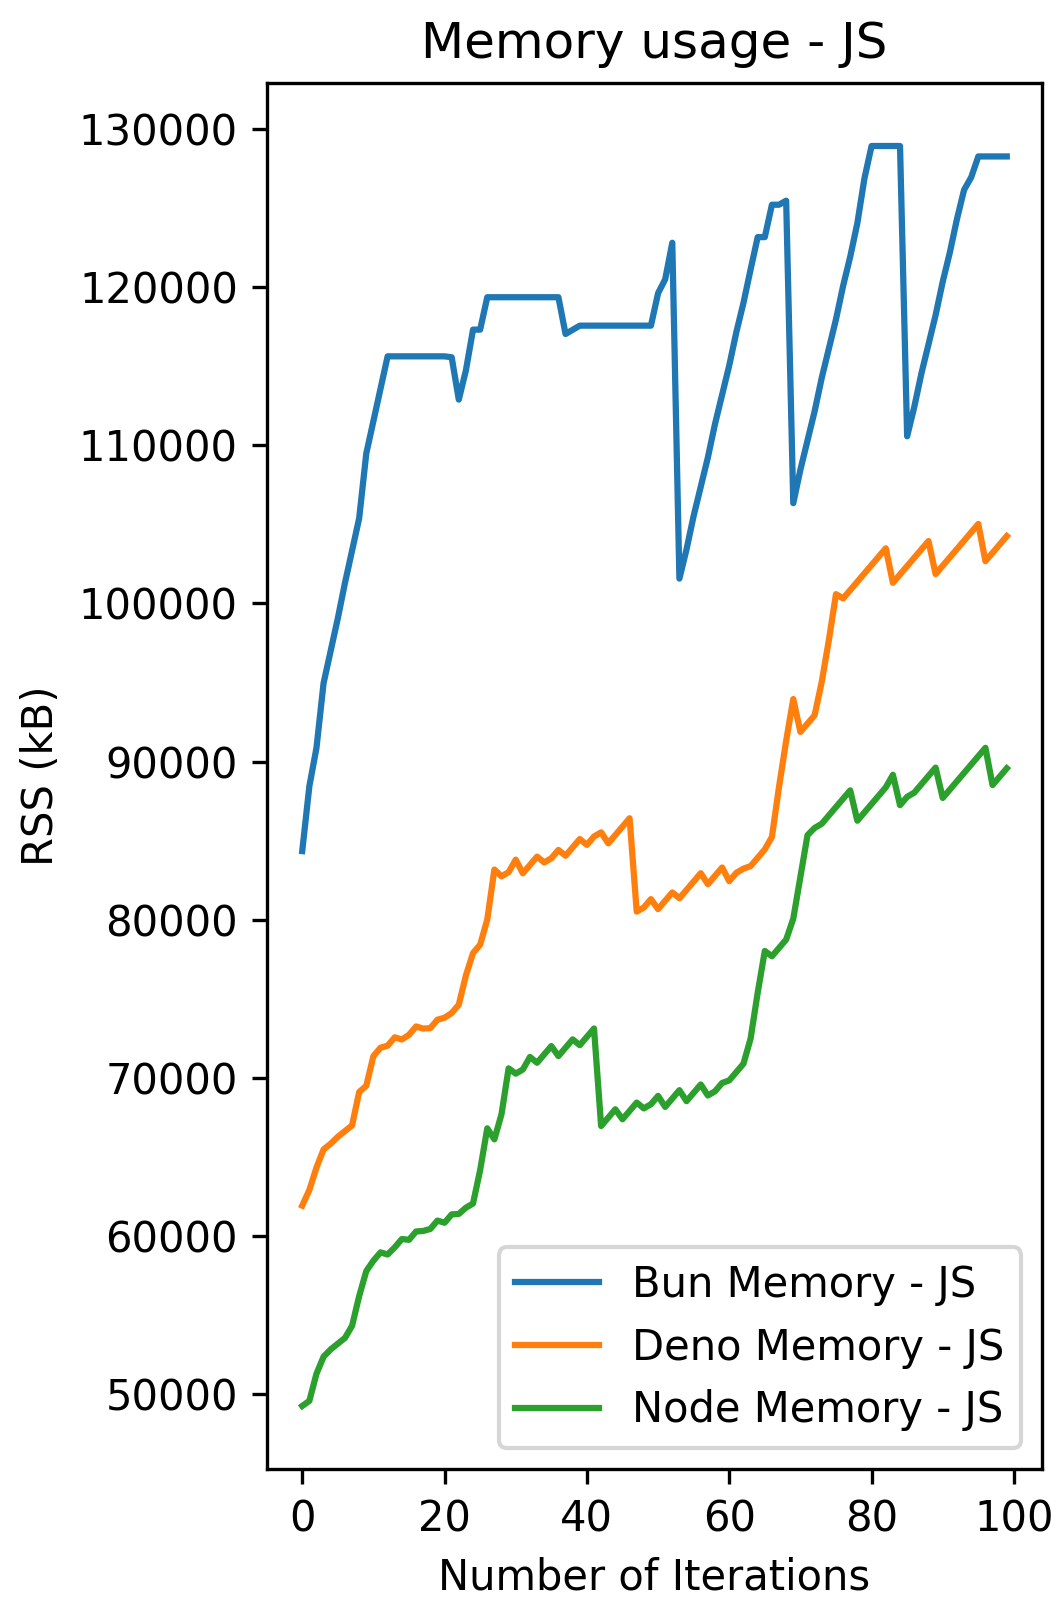 Memory usage - JS
130000
120000
110000
100000
90000
80000
70000
60000
50000
RSS (kB)
Bun Memory - JS
Deno Memory - JS
Node Memory - JS
0 20 40 60 80 100
Number of Iterations